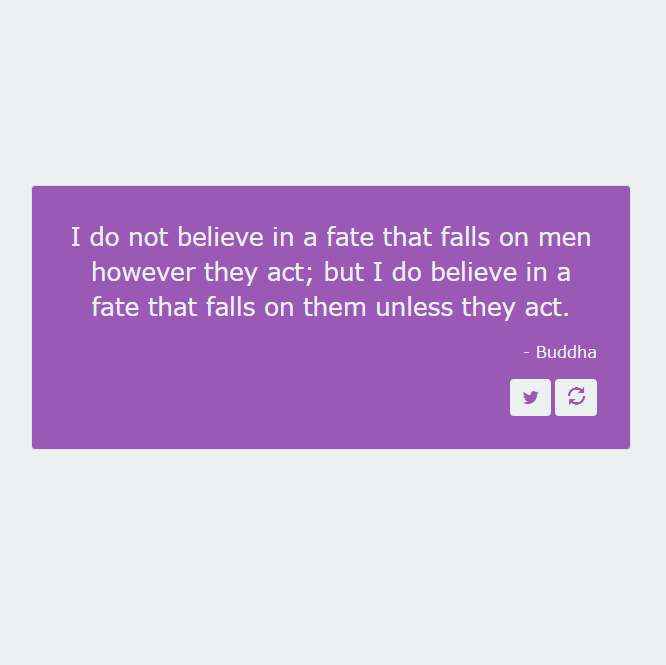 I do not believe in a fate that falls on men
however they act; but I do believe in a
fate that falls on them unless they act.
- Buddha